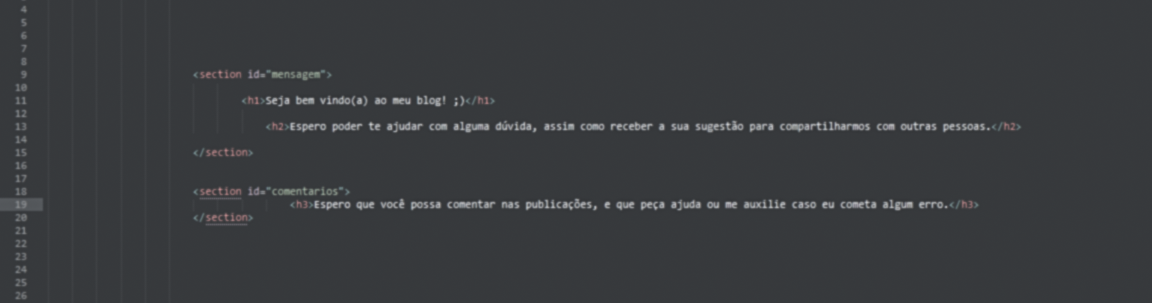 4
5
6
7
8
9 <section id="mensagem">
10
11 <h1>Seja bem vindo(a) ao meu blog! ;)</h1>
12
13 <h2>Espero poder te ajudar com alguma dúvida, assim como receber a sua sugestão para compartilharmos com outras pessoas.</h2>
14
15 </section>
16
17
18 <section id="comentarios">
19 <h3>Espero que você possa comentar nas publicações, e que peça ajuda ou me auxilie caso eu cometa algum erro.</h3>
20 </section>
21
22
23
24
25
26